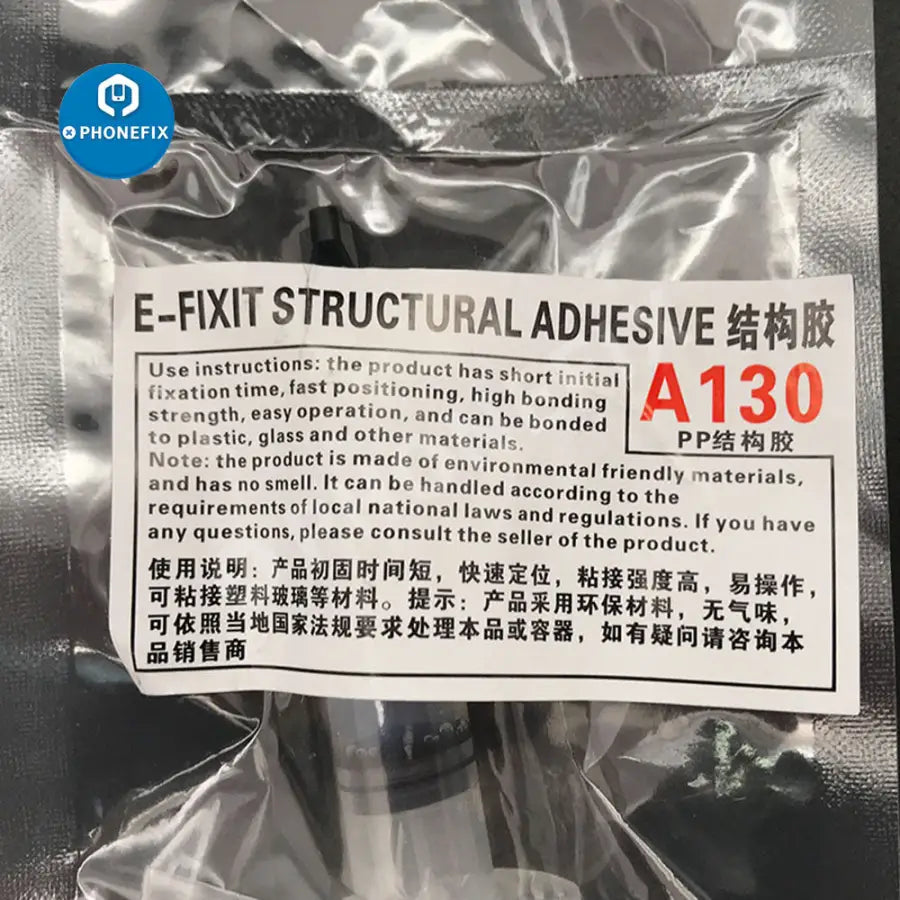 PHONEFIX
E-FIXIT STRUCTURAL ADHESIVE 结构胶
Use instructions: the product has short initial
fixation time, fast positioning, high bonding
strength, easy operation, and can be bonded
to plastic, glass and other materials.
A130
PP结构胶
Note: the product is made of environmental friendly materials,
and has no smell. It can be handled according to the
requirements of local national laws and regulations. If you have
any questions, please consult the seller of the product.
使用说明：产品初固时间短，快速定位，粘接强度高，易操作，
可粘接塑料玻璃等材料。提示：产品采用环保材料，无气味，
可依照当地国家法规要求处理本品或容器，如有疑问请咨询本
品销售商